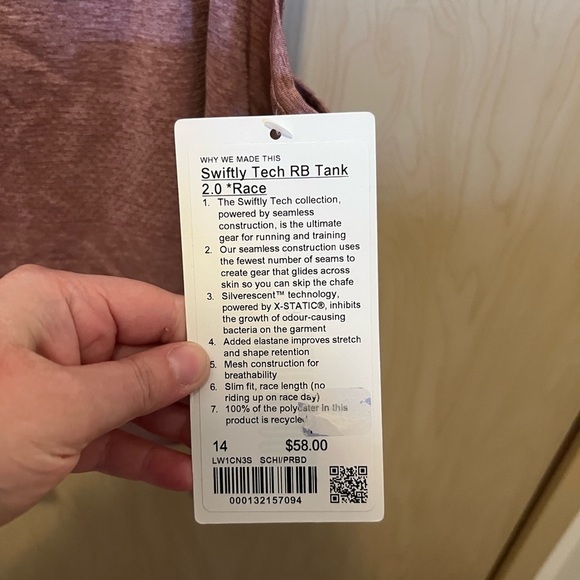 WHY WE MADE THIS
Swiftly Tech RB Tank
2.0 *Race
1. The Swiftly Tech collection,
powered by seamless
construction, is the ultimate
gear for running and training
2. Our seamless construction uses
the fewest number of seams to
create gear that glides across
skin so you can skip the chafe
3. Silverescent™ technology,
powered by X-STATIC®, inhibits
the growth of odour-causing
bacteria on the garment
4. Added elastane improves stretch
and shape retention
5. Mesh construction for
breathability
6. Slim fit, race length (no
riding up on race day)
7. 100% of the polyester in this
product is recycled
14 $58.00
LW1CN3S SCHI/PRBD
000132157094